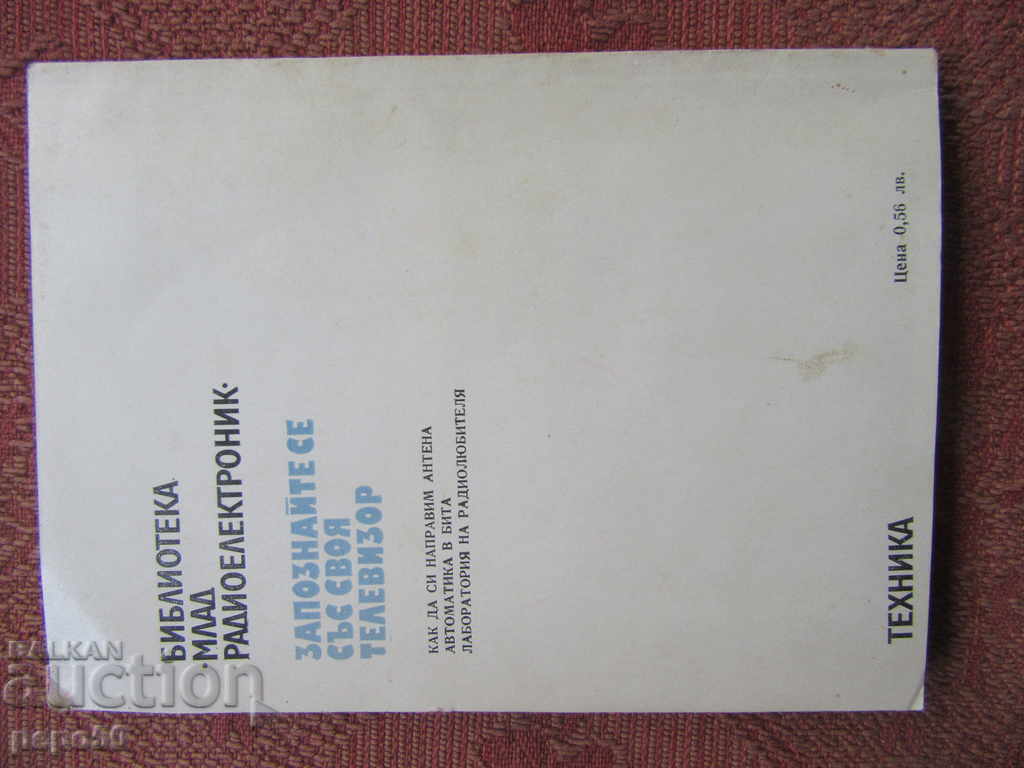 БИБЛИОТЕКА
·МЛАД
РАДИОЕЛЕКТРОНИК·
ЗАПОЗНАЙТЕ СЕ
СЪС СВОЯ
ТЕЛЕВИЗОР
КАК ДА СИ НАПРАВИМ АНТЕНА
АВТОМАТИКА В БИТА
ЛАБОРАТОРИЯ НА РАДИОЛЮБИТЕЛЯ
ТЕХНИКА
Цена 0,56 лв.
BALKAN
auction
pepo50